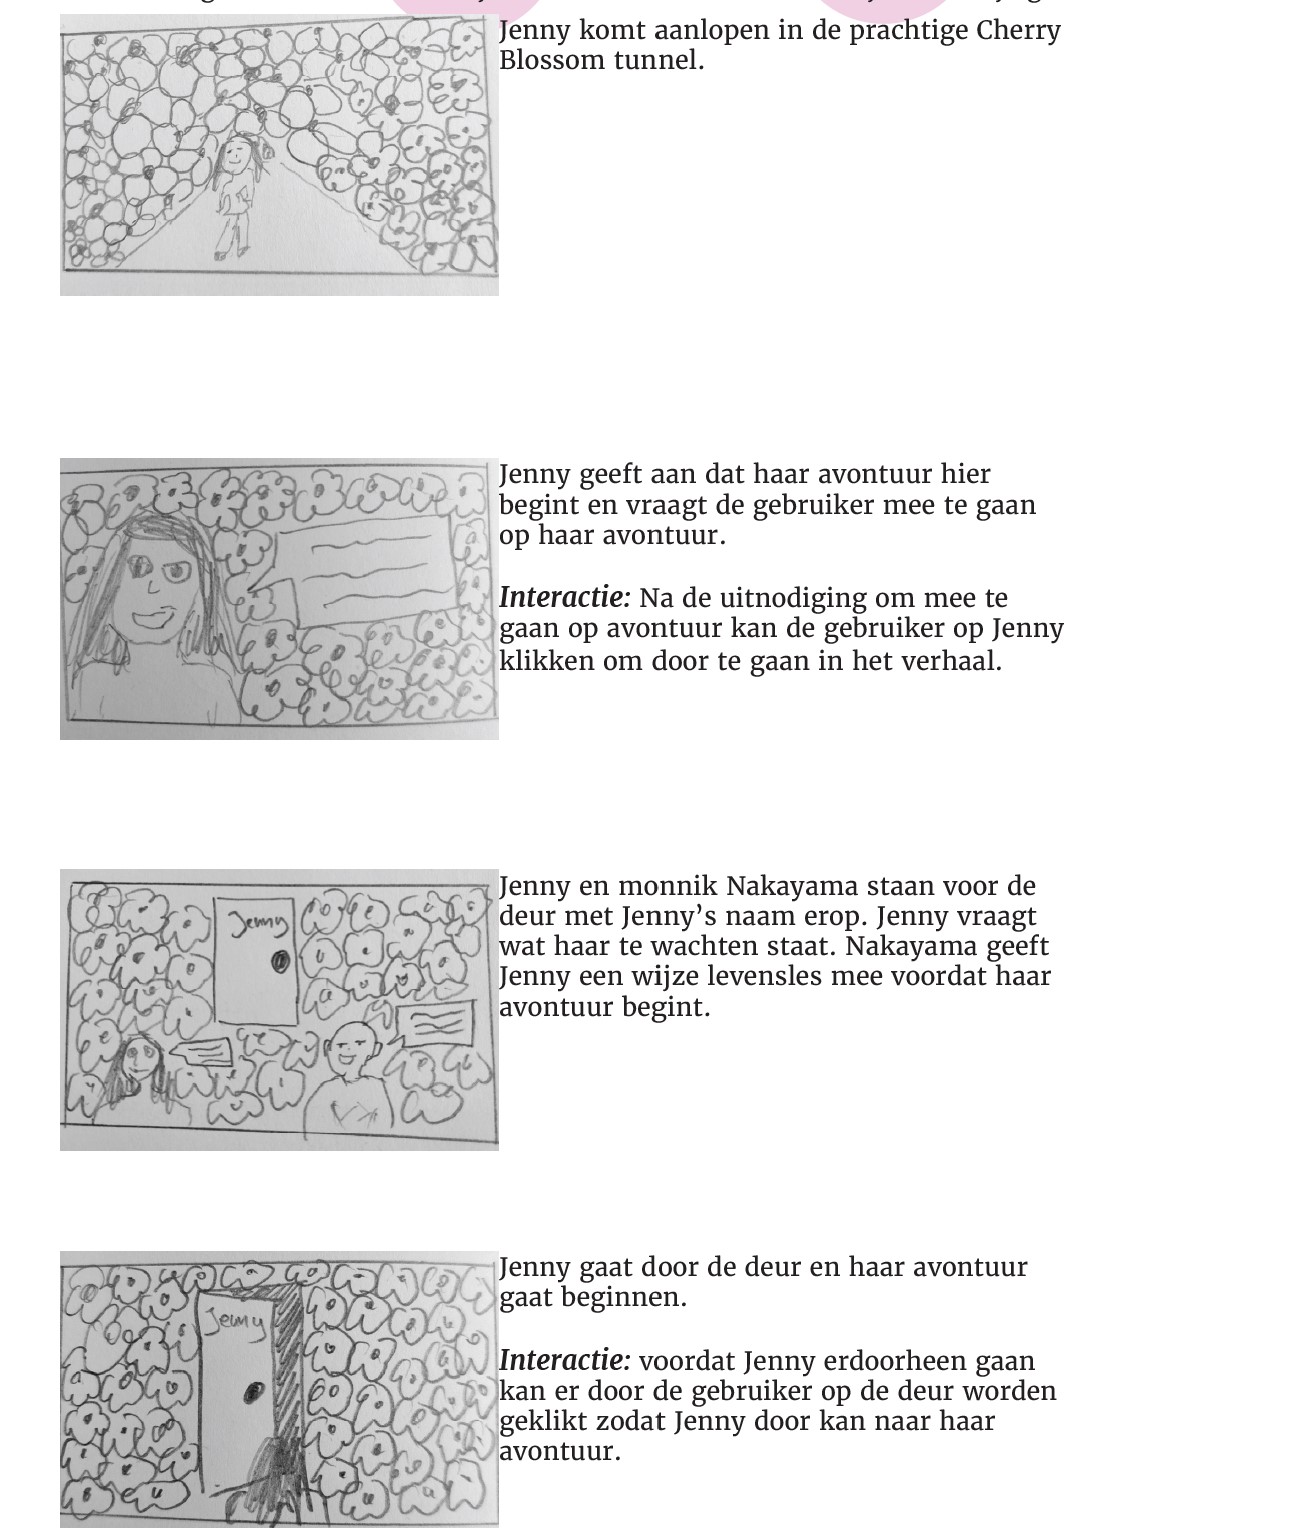 Jenny komt aanlopen in de prachtige Cherry
Blossom tunnel.
Jenny geeft aan dat haar avontuur hier
begint en vraagt de gebruiker mee te gaan
op haar avontuur.
Interactie: Na de uitnodiging om mee te
gaan op avontuur kan de gebruiker op Jenny
klikken om door te gaan in het verhaal.
Jenny
Jenny en monnik Nakayama staan voor de
deur met Jenny’s naam erop. Jenny vraagt
wat haar te wachten staat. Nakayama geeft
Jenny een wijze levensles mee voordat haar
avontuur begint.
Jenny
Jenny gaat door de deur en haar avontuur
gaat beginnen.
Interactie: voordat Jenny erdoorheen gaan
kan er door de gebruiker op de deur worden
geklikt zodat Jenny door kan naar haar
avontuur.